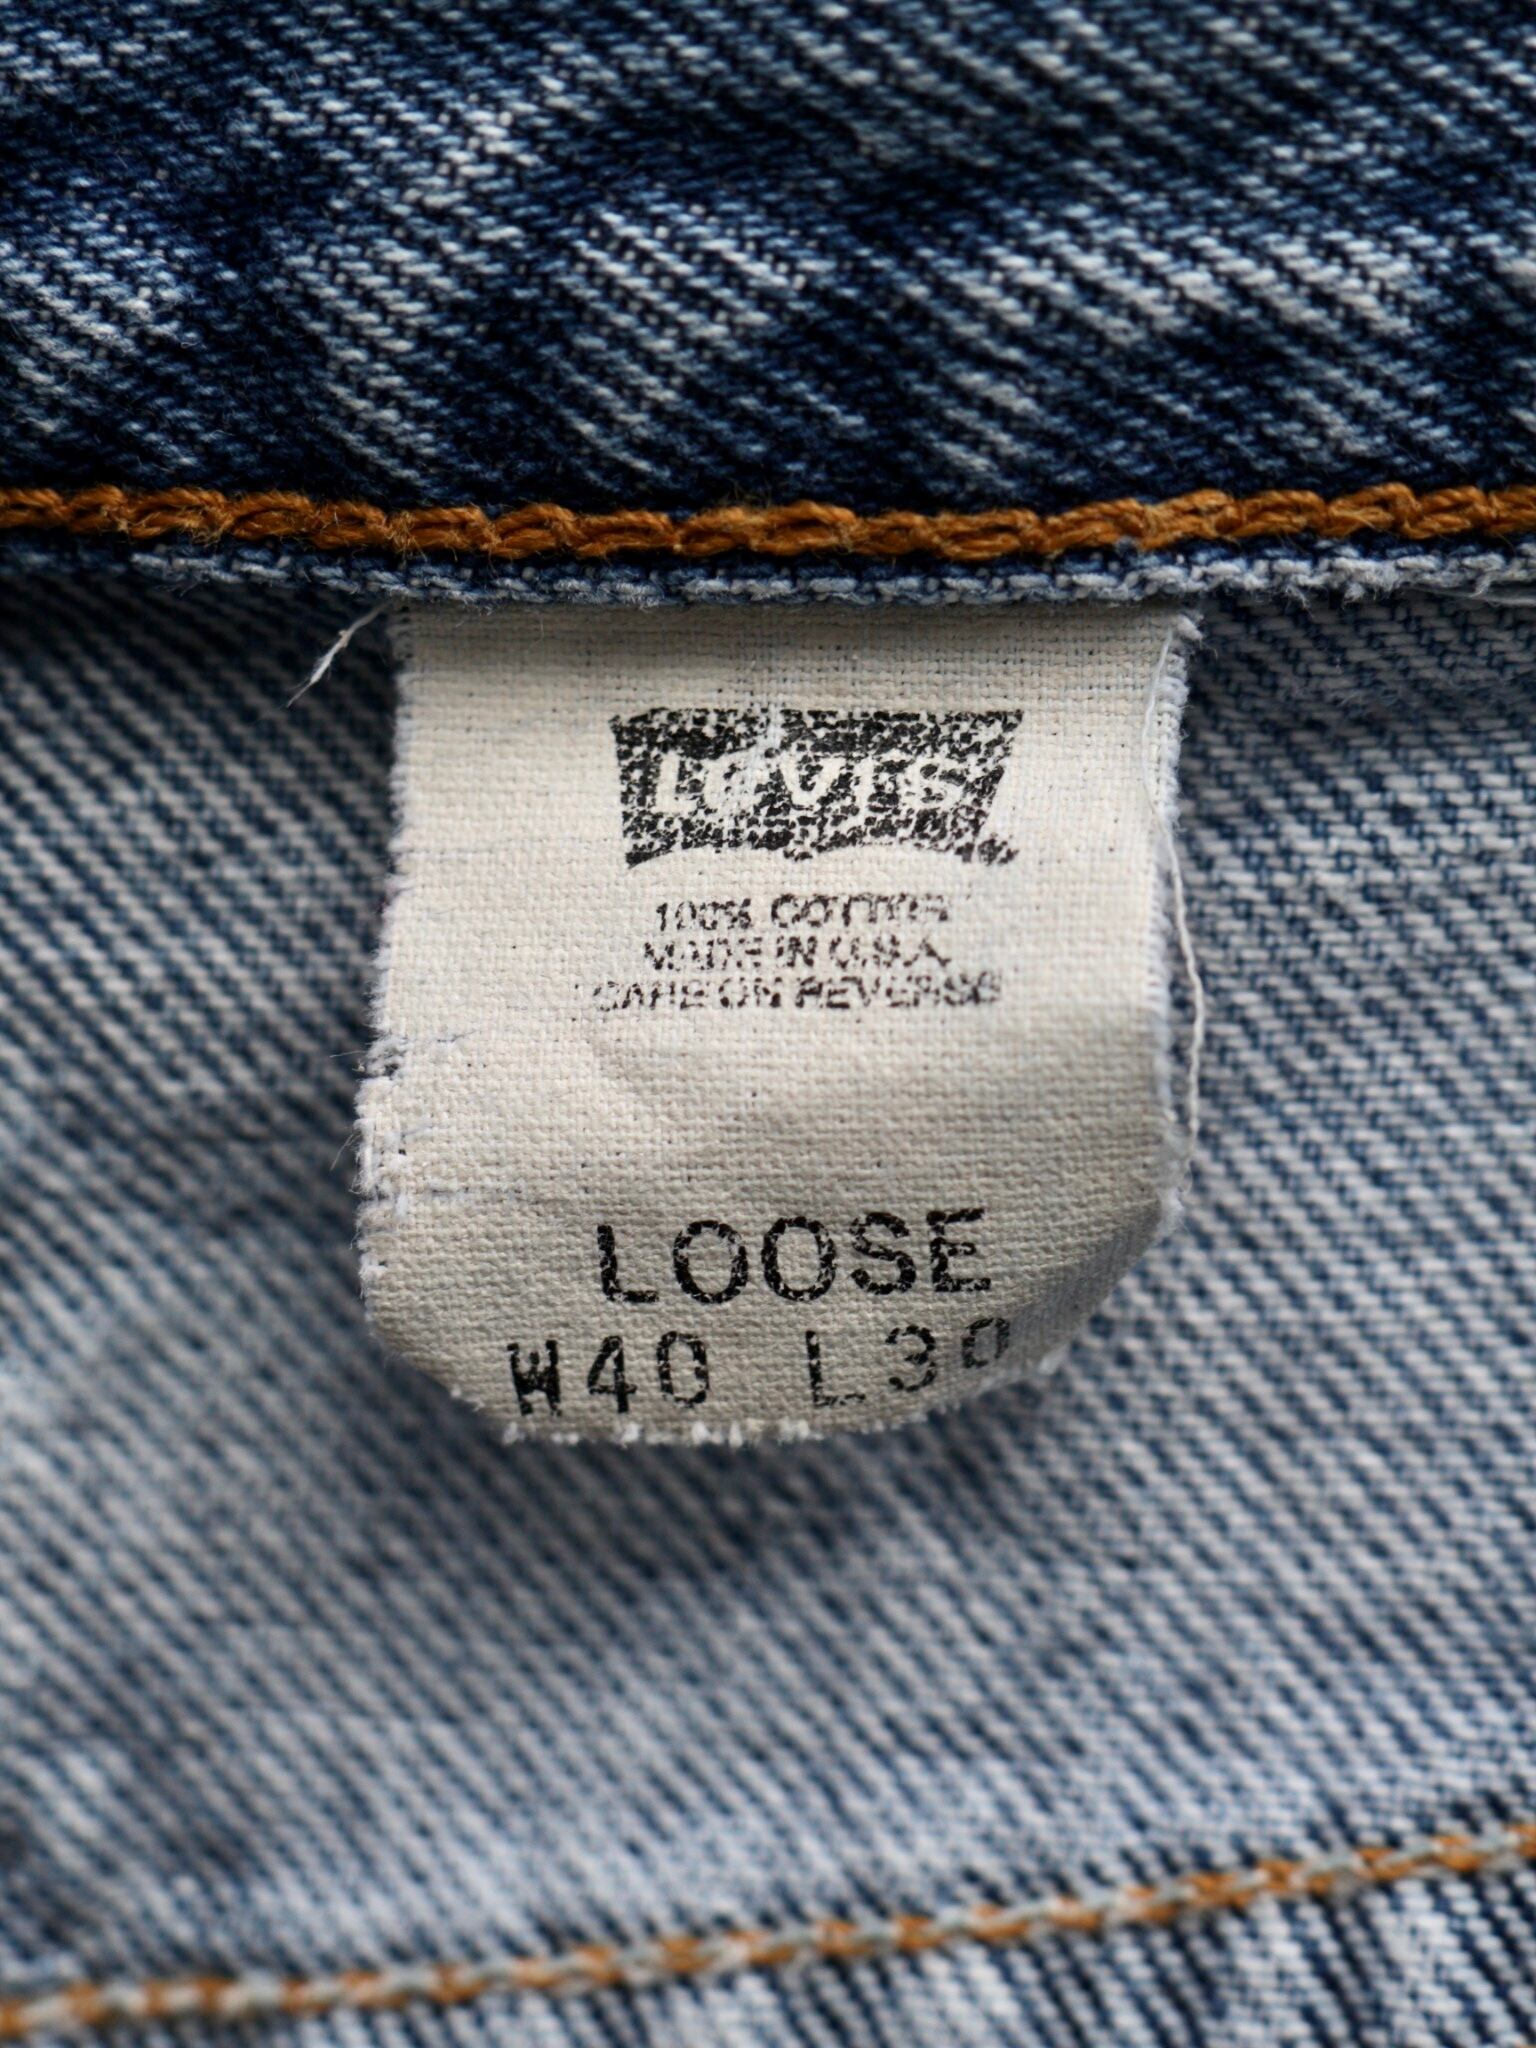 LEVI'S
100% COTTON
MADE IN U.S.A.
CARE ON REVERSE
LOOSE
W40 L30